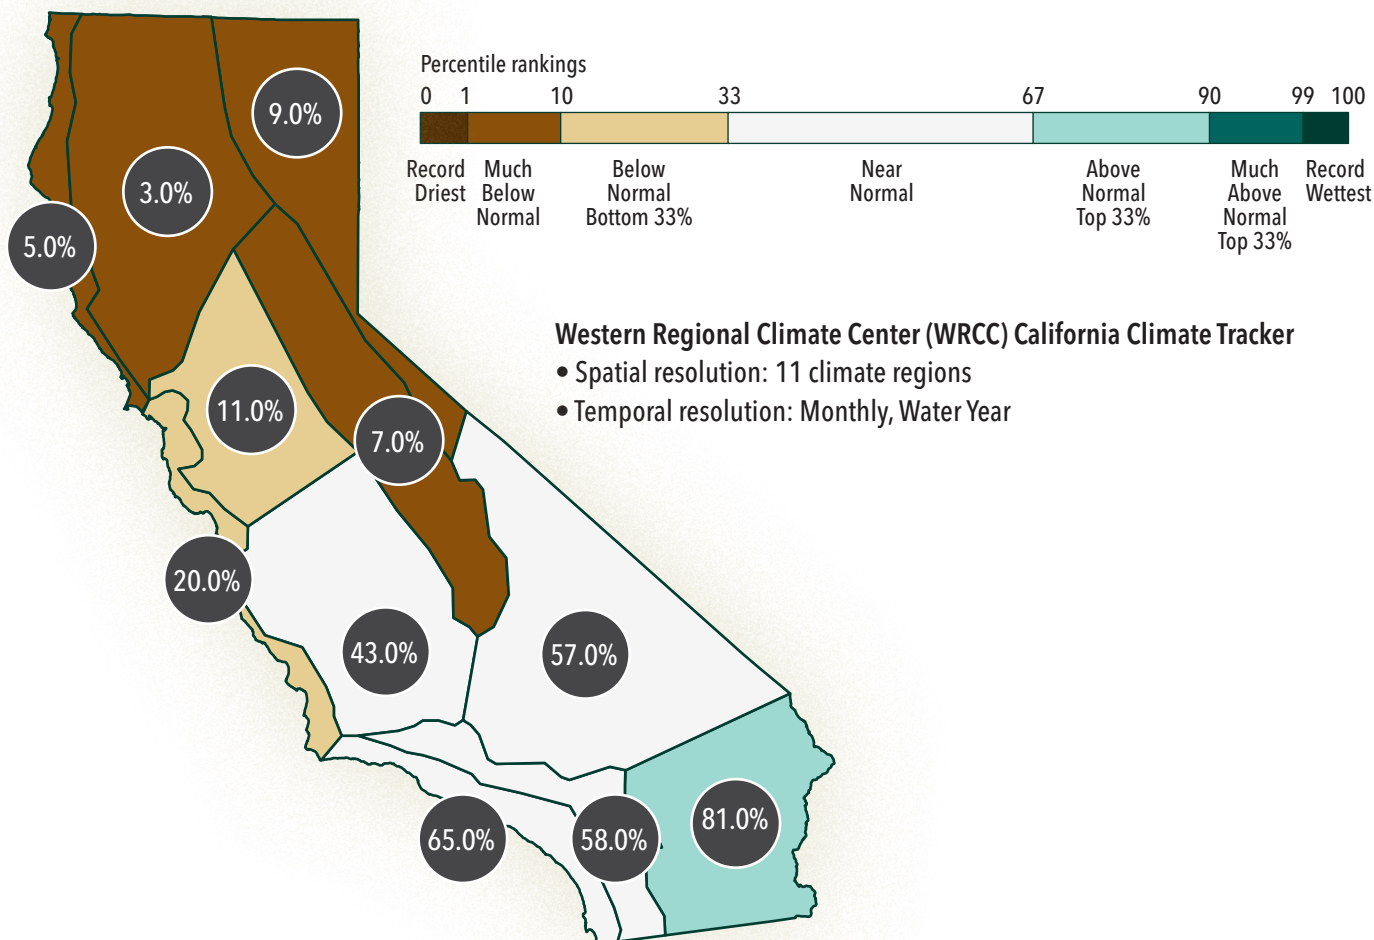 Percentile rankings
0 1 10 33 67 90 99 100
Record Driest
Much Below Normal
Below Normal Bottom 33%
Near Normal
Above Normal Top 33%
Much Above Normal Top 33%
Record Wettest
9.0%
3.0%
5.0%
Western Regional Climate Center (WRCC) California Climate Tracker
• Spatial resolution: 11 climate regions
• Temporal resolution: Monthly, Water Year
11.0%
7.0%
20.0%
43.0%
57.0%
65.0%
58.0%
81.0%